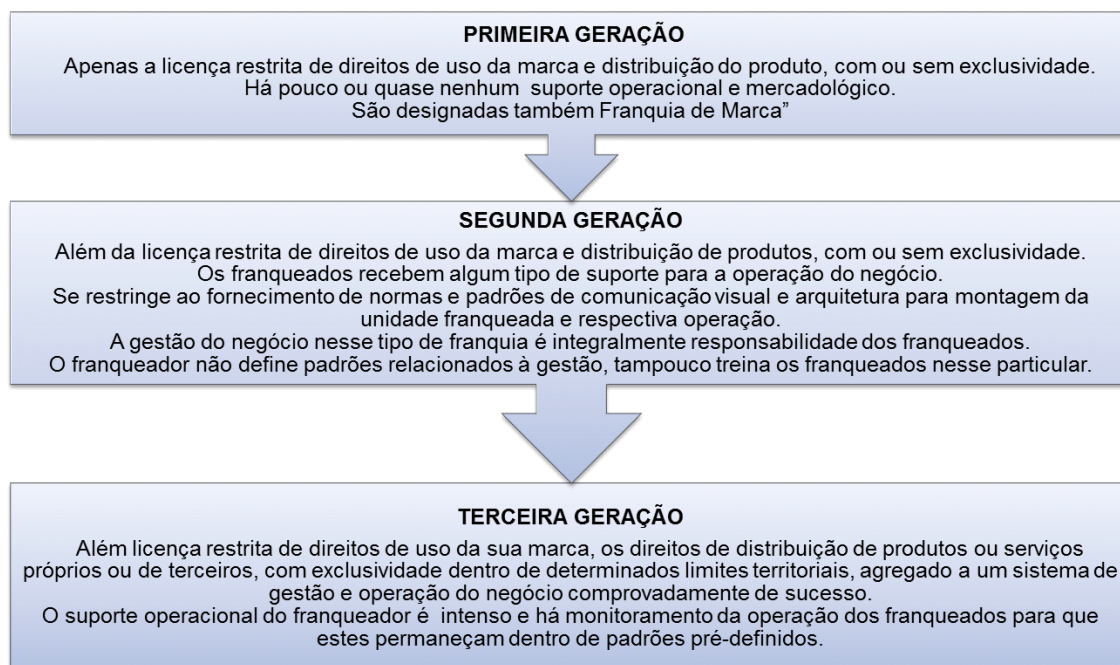 PRIMEIRA GERAÇÃO
Apenas a licença restrita de direitos de uso da marca e distribuição do produto, com ou sem exclusividade.
Há pouco ou quase nenhum suporte operacional e mercadológico.
São designadas também Franquia de Marca”
SEGUNDA GERAÇÃO
Além da licença restrita de direitos de uso da marca e distribuição de produtos, com ou sem exclusividade.
Os franqueados recebem algum tipo de suporte para a operação do negócio.
Se restringe ao fornecimento de normas e padrões de comunicação visual e arquitetura para montagem da
unidade franqueada e respectiva operação.
A gestão do negócio nesse tipo de franquia é integralmente responsabilidade dos franqueados.
O franqueador não define padrões relacionados à gestão, tampouco treina os franqueados nesse particular.
TERCEIRA GERAÇÃO
Além licença restrita de direitos de uso da sua marca, os direitos de distribuição de produtos ou serviços
próprios ou de terceiros, com exclusividade dentro de determinados limites territoriais, agregado a um sistema de
gestão e operação do negócio comprovadamente de sucesso.
O suporte operacional do franqueador é intenso e há monitoramento da operação dos franqueados para que
estes permaneçam dentro de padrões pré-definidos.